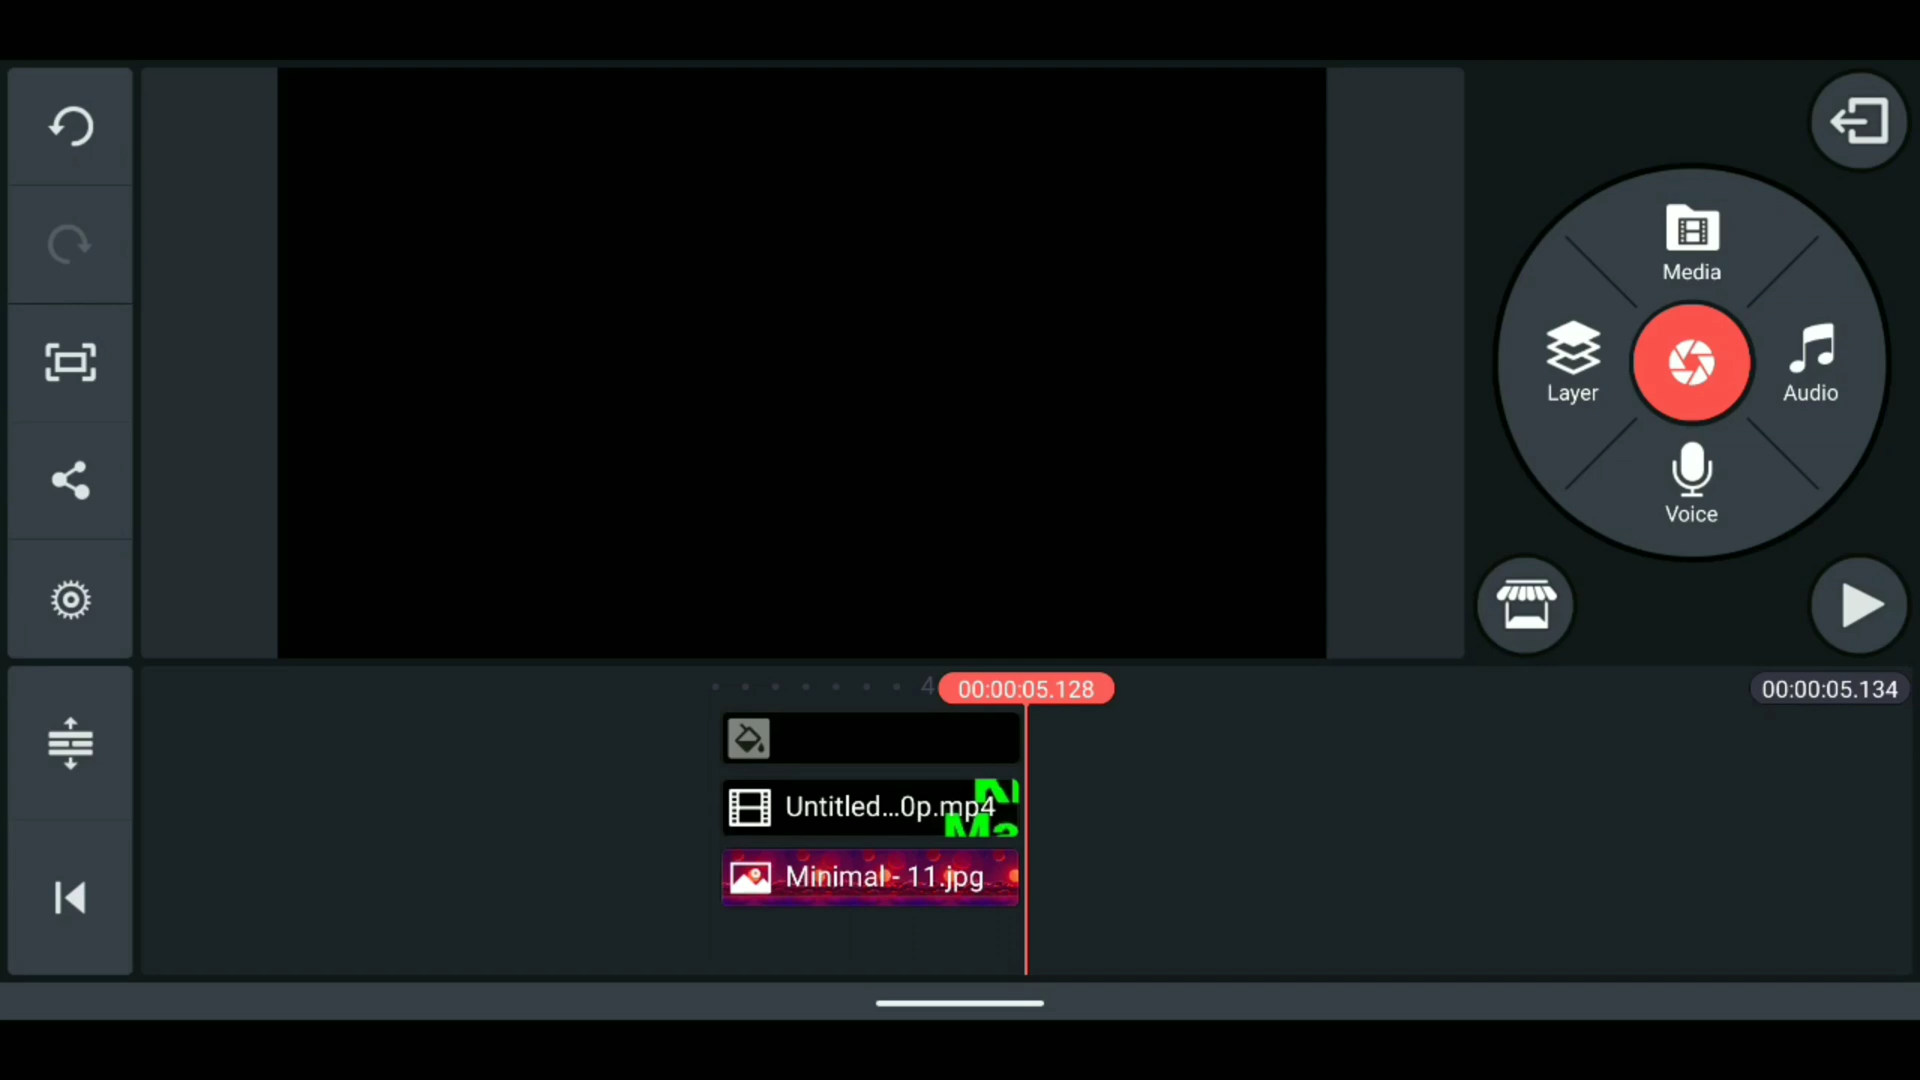 Media
Layer
Audio
Voice
4
00:00:05.128
00:00:05.134
Untitled...0p.mp4
Ma
Minimal - 11.jpg